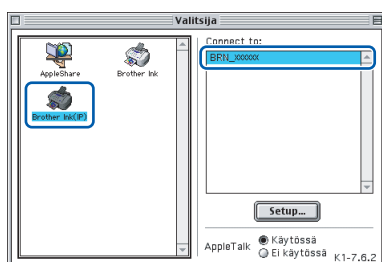 Valitsija
AppleShare
Brother Ink
Brother Ink(IP)
Connect to:
BRN_xxxxxx
Setup...
AppleTalk
Käytössä
Ei käytössä
K1-7.6.2